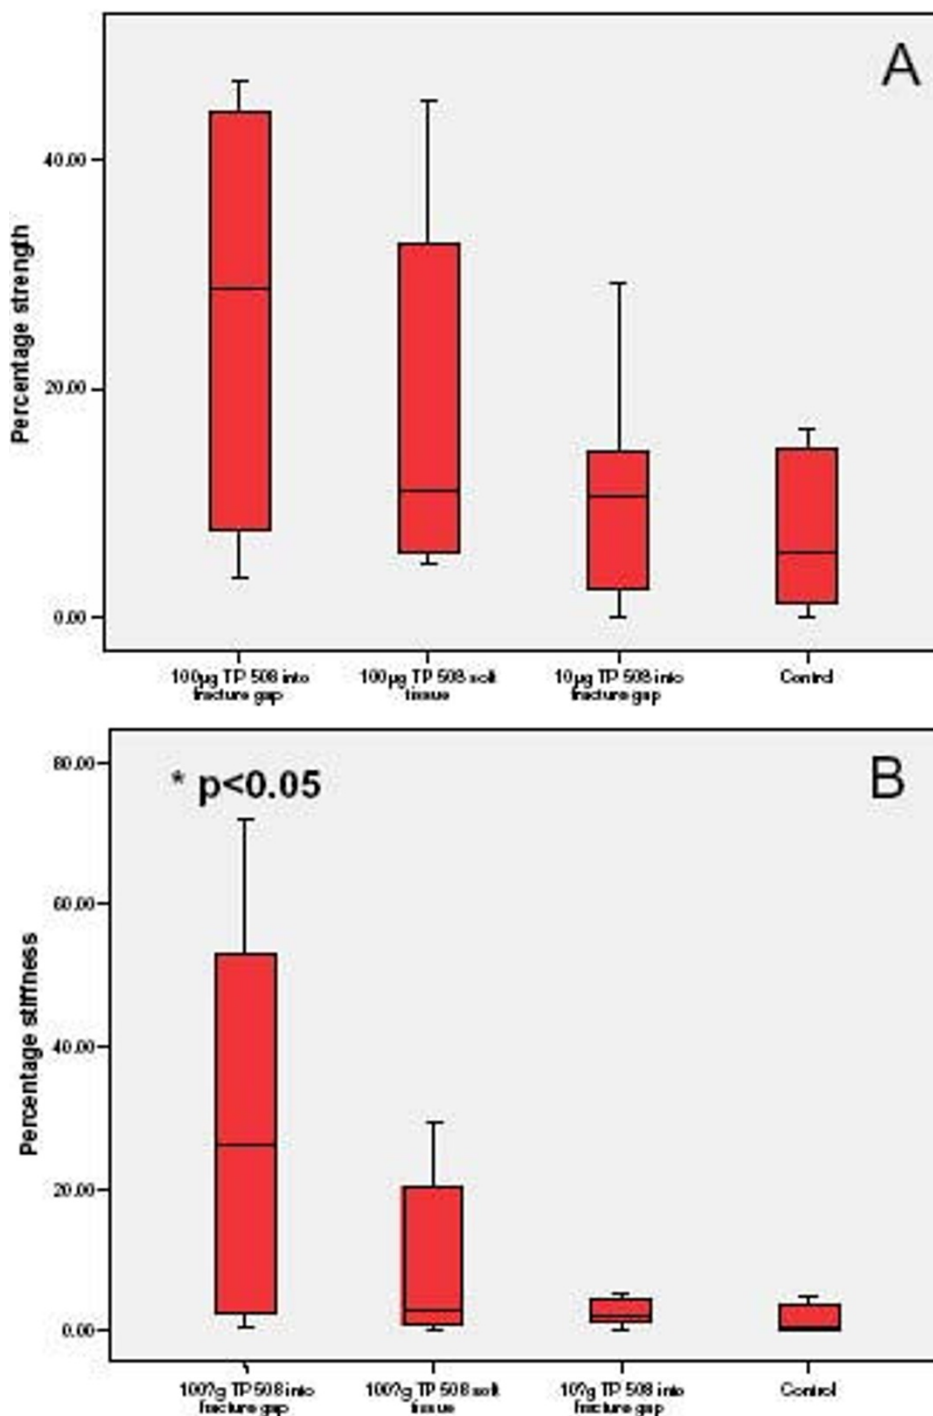 A
40.00
Percentage strength
20.00
0.00
100µg TP 508 into
fracture gap
100µg TP 508 soft
tissue
10µg TP 508 into
fracture gap
Control
80.00
* p<0.05
B
60.00
Percentage stiffness
40.00
20.00
0.00
100?g TP 508 into
fracture gap
100?g TP 508 soft
tissue
10?g TP 508 into
fracture gap
Control